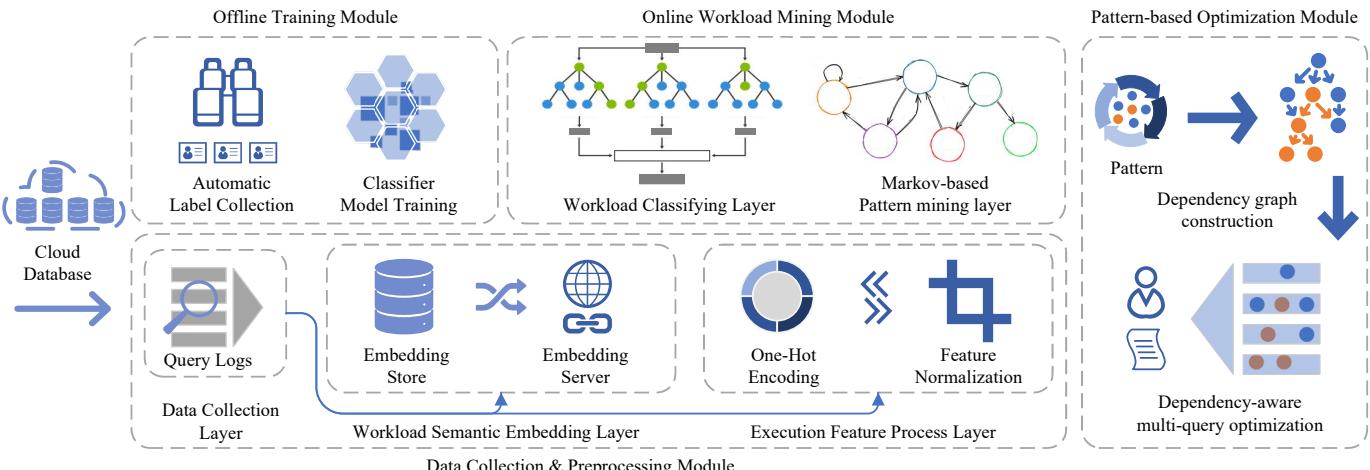 Offline Training Module
Online Workload Mining Module
Pattern-based Optimization Module
Automatic
Label Collection
Classifier
Model Training
Workload Classifying Layer
Markov-based
Pattern mining layer
Pattern
Dependency graph
construction
Cloud
Database
Query Logs
Embedding
Store
Embedding
Server
One-Hot
Encoding
Feature
Normalization
Data Collection
Layer
Workload Semantic Embedding Layer
Execution Feature Process Layer
Dependency-aware
multi-query optimization
Data Collection & Preprocessing Module